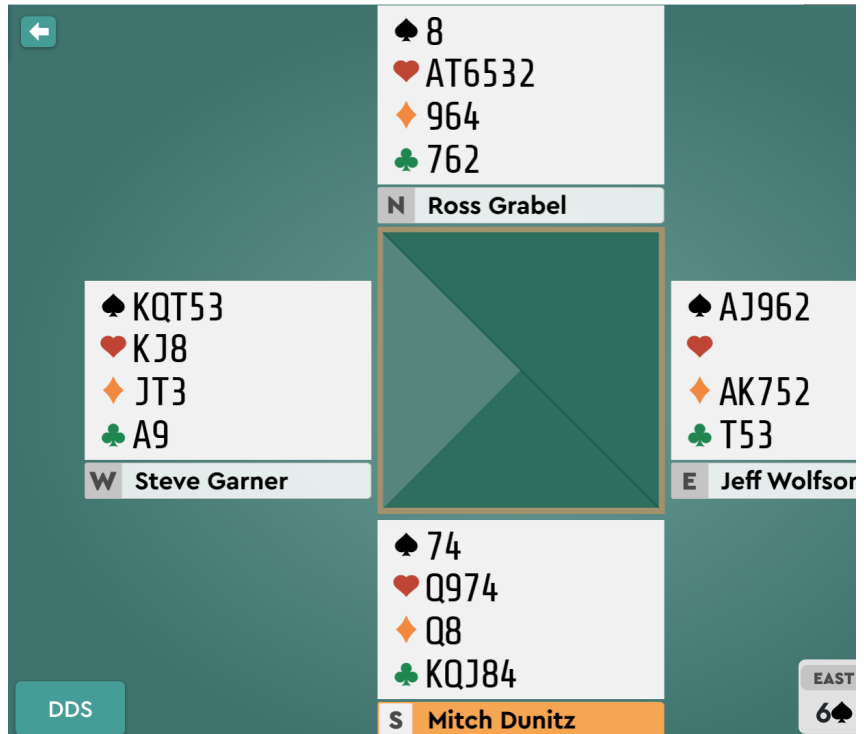 ♠ 8
♥ AT6532
♦ 964
♣ 762
N Ross Grabel
♠ KQT53
♥ KJ8
♦ JT3
♣ A9
W Steve Garner
♠ AJ962
♥
♦ AK752
♣ T53
E Jeff Wolfson
♠ 74
♥ Q974
♦ Q8
♣ KQJ84
S Mitch Dunitz
DDS
EAST
6♠